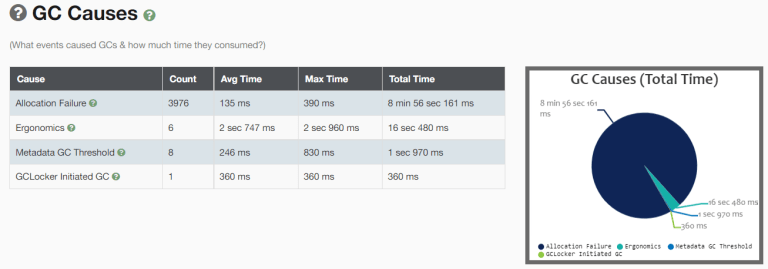 GC Causes
(What events caused GCs & how much time they consumed?)
Cause Count Avg Time Max Time Total Time
Allocation Failure 3976 135 ms 390 ms 8 min 56 sec 161 ms
Ergonomics 6 2 sec 747 ms 2 sec 960 ms 16 sec 480 ms
Metadata GC Threshold 8 246 ms 830 ms 1 sec 970 ms
GCLocker Initiated GC 1 360 ms 360 ms 360 ms
GC Causes (Total Time)
8 min 56 sec 161
ms
16 sec 480 ms
1 sec 970 ms
360 ms
Allocation Failure Ergonomics Metadata GC Threshold
GCLocker Initiated GC